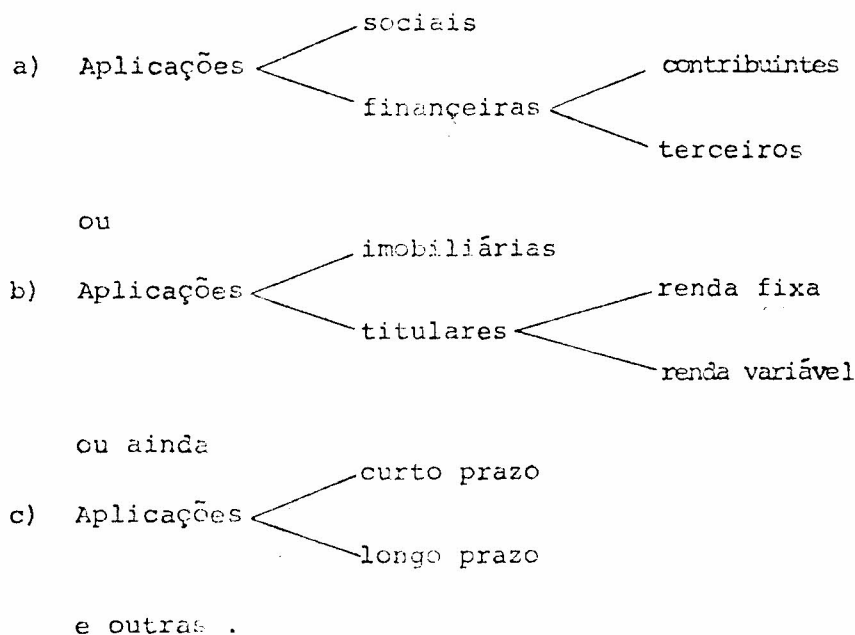 sociais
a) Aplicações
contribuintes
finançeiras
terceiros
ou
imobiliárias
b) Aplicações
renda fixa
titulares
renda variável
ou ainda
curto prazo
c) Aplicações
longo prazo
e outras .